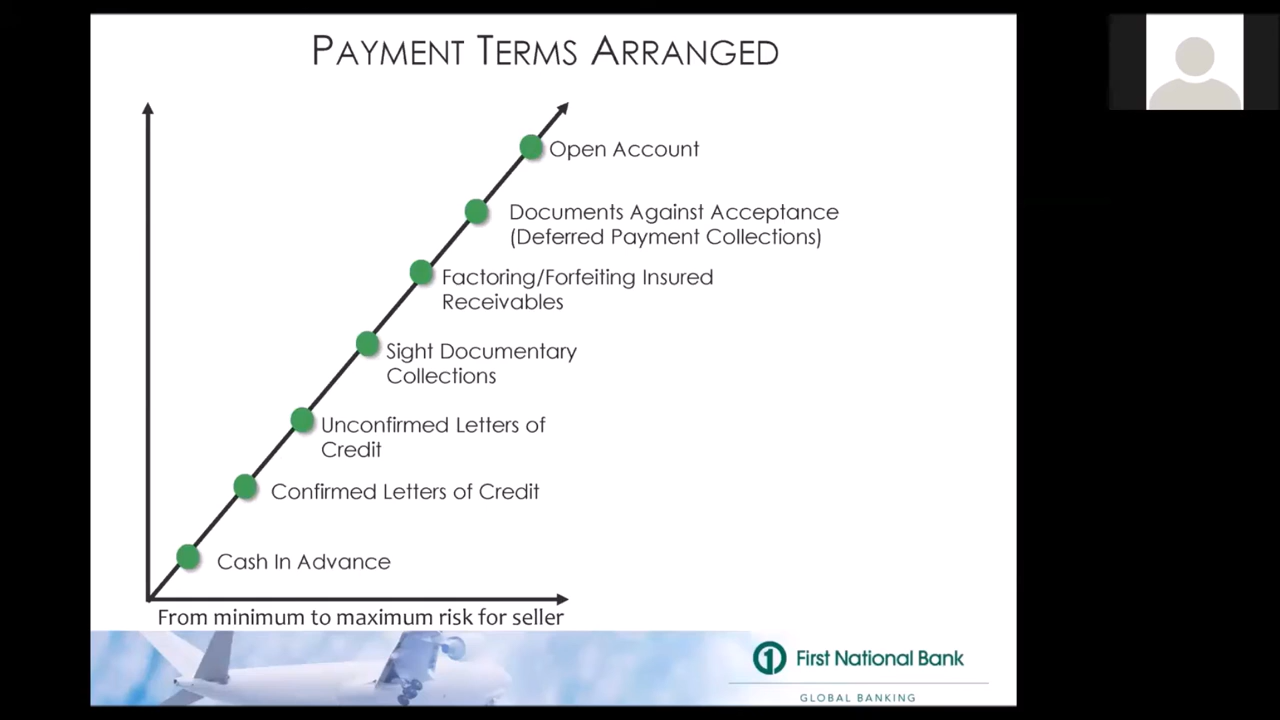 PAYMENT TERMS ARRANGED
Open Account
Documents Against Acceptance
(Deferred Payment Collections)
Factoring/Forfeiting Insured
Receivables
Sight Documentary
Collections
Unconfirmed Letters of
Credit
Confirmed Letters of Credit
Cash In Advance
From minimum to maximum risk for seller
1 First National Bank
GLOBAL BANKING